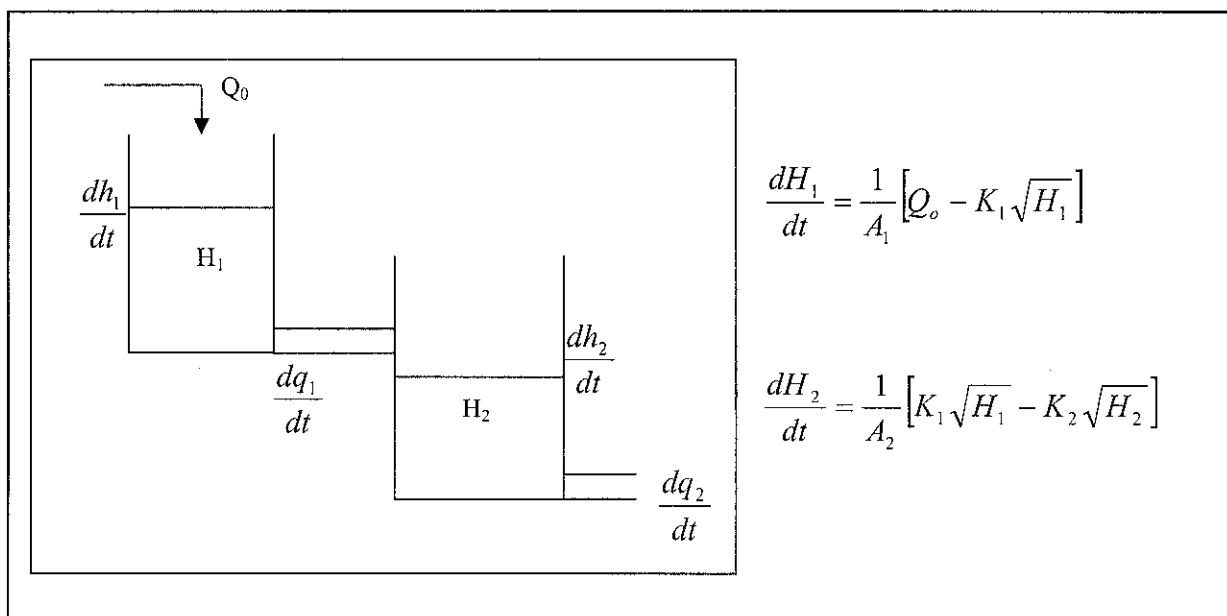 Q₀
dh₁/dt
H₁
dq₁/dt
dh₂/dt
H₂
dq₂/dt
dH₁/dt = 1/A₁ [Qₒ − K₁√H₁]
dH₂/dt = 1/A₂ [K₁√H₁ − K₂√H₂]